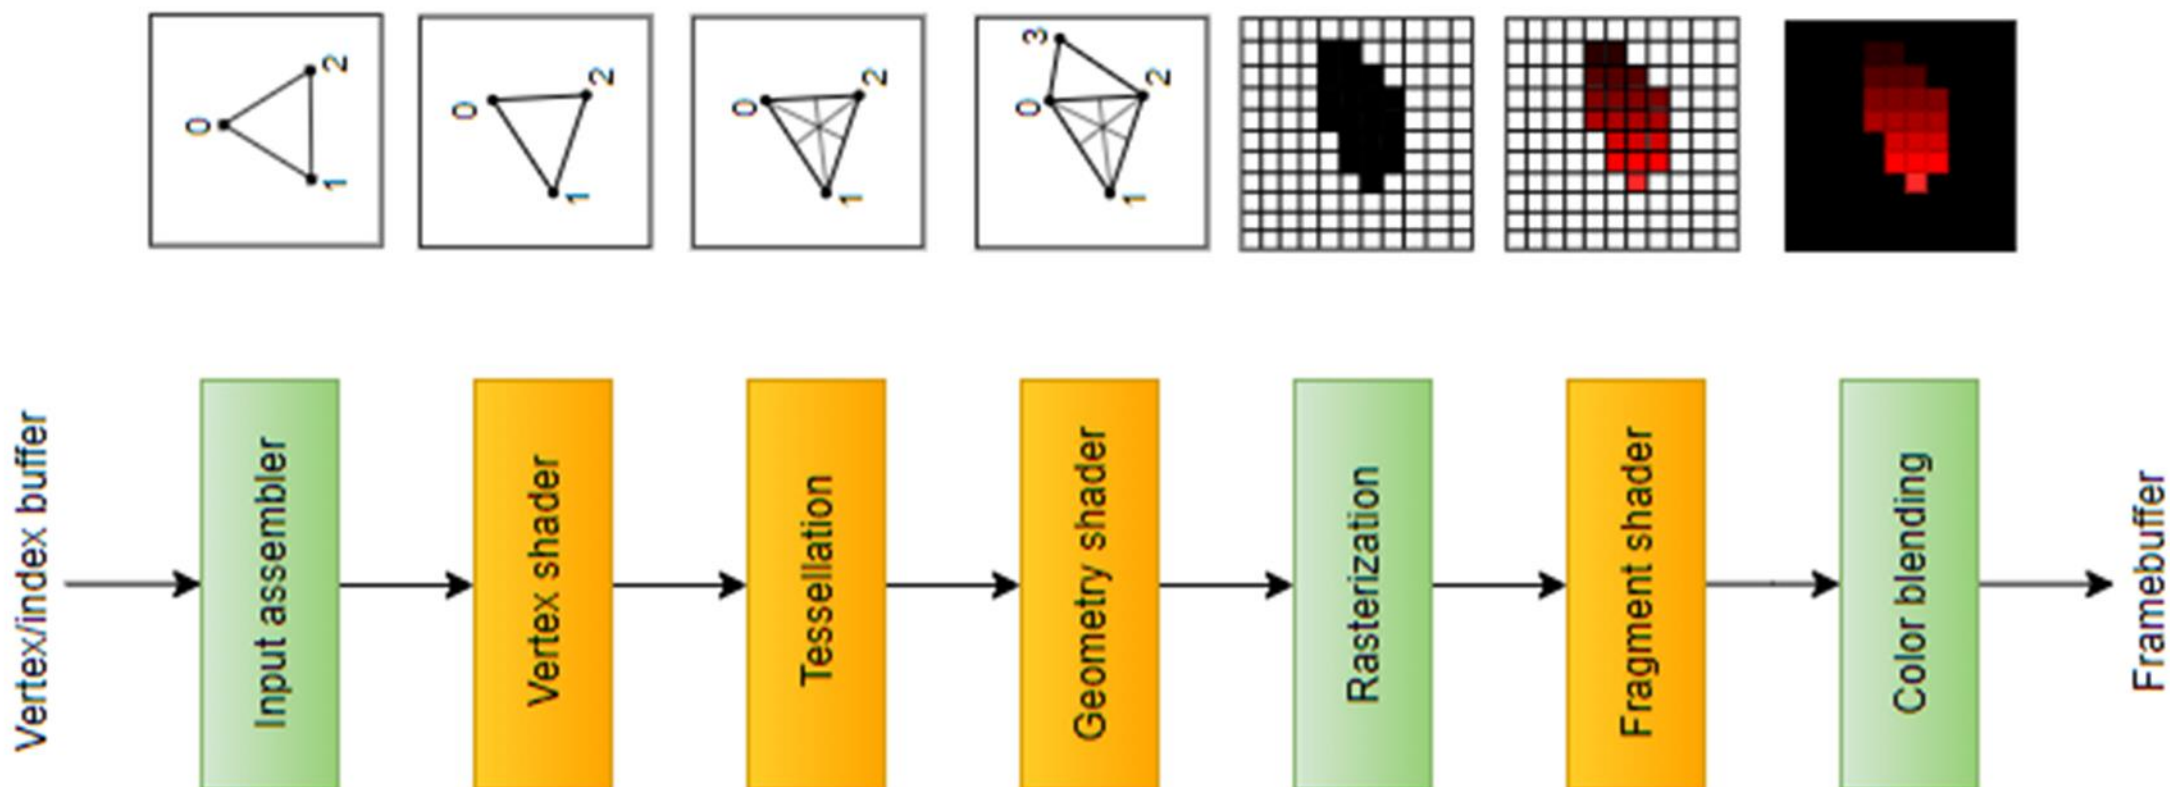 0
1
2
0
1
2
0
1
2
0
1
2
3
Vertex/index buffer
Input assembler
Vertex shader
Tessellation
Geometry shader
Rasterization
Fragment shader
Color blending
Framebuffer